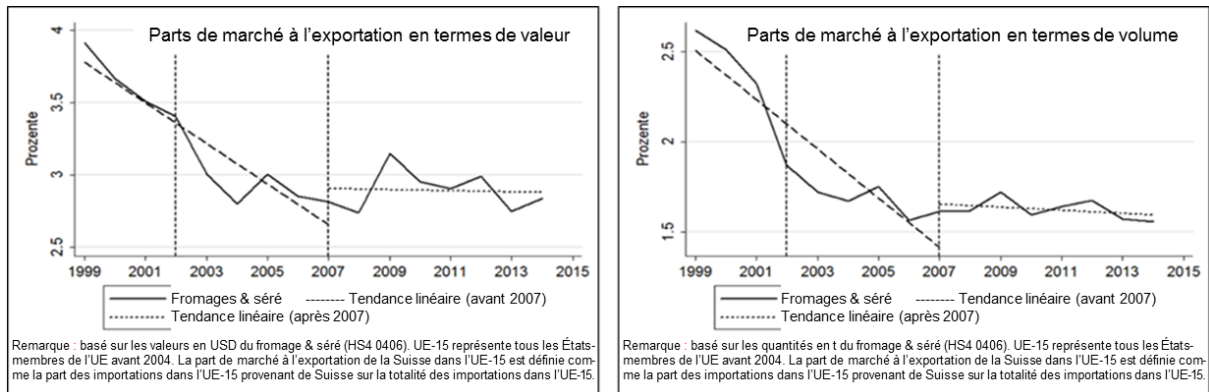 Parts de marché à l'exportation en termes de valeur
Prozente
4
3.5
3
2.5
1999 2001 2003 2005 2007 2009 2011 2013 2015
Fromages & séré
Tendance linéaire (avant 2007)
Tendance linéaire (après 2007)
Remarque : basé sur les valeurs en USD du fromage & séré (HS4 0406). UE-15 représente tous les États-
membres de l'UE avant 2004. La part de marché à l'exportation de la Suisse dans l'UE-15 est définie com-
me la part des importations dans l'UE-15 provenant de Suisse sur la totalité des importations dans l'UE-15.
Parts de marché à l'exportation en termes de volume
Prozente
2.5
2
1.5
1999 2001 2003 2005 2007 2009 2011 2013 2015
Fromages & séré
Tendance linéaire (avant 2007)
Tendance linéaire (après 2007)
Remarque : basé sur les quantités en t du fromage & séré (HS4 0406). UE-15 représente tous les États-
membres de l'UE avant 2004. La part de marché à l'exportation de la Suisse dans l'UE-15 est définie com-
me la part des importations dans l'UE-15 provenant de Suisse sur la totalité des importations dans l'UE-15.